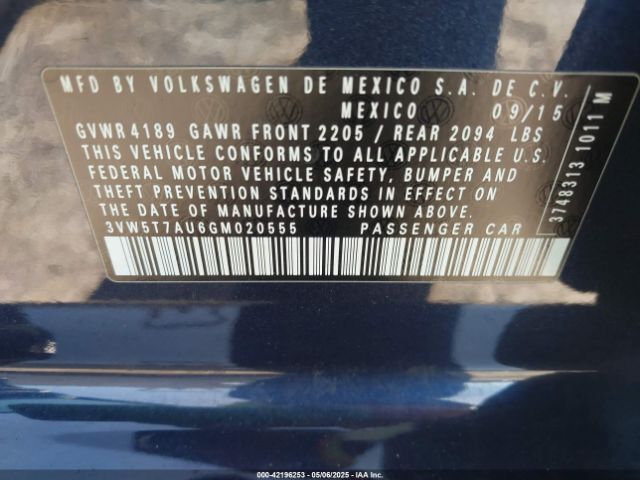 MFD BY VOLKSWAGEN DE MEXICO S.A. DE C.V.
MEXICO 09/15
GVWR 4189 GAWR FRONT 2205 / REAR 2094 LBS
THIS VEHICLE CONFORMS TO ALL APPLICABLE U.S.
FEDERAL MOTOR VEHICLE SAFETY, BUMPER AND
THEFT PREVENTION STANDARDS IN EFFECT ON
THE DATE OF MANUFACTURE SHOWN ABOVE.
3VW5T7AU6GM020555 PASSENGER CAR
3748313 1011 M
000-42196253 - 05/06/2025 - IAA Inc.